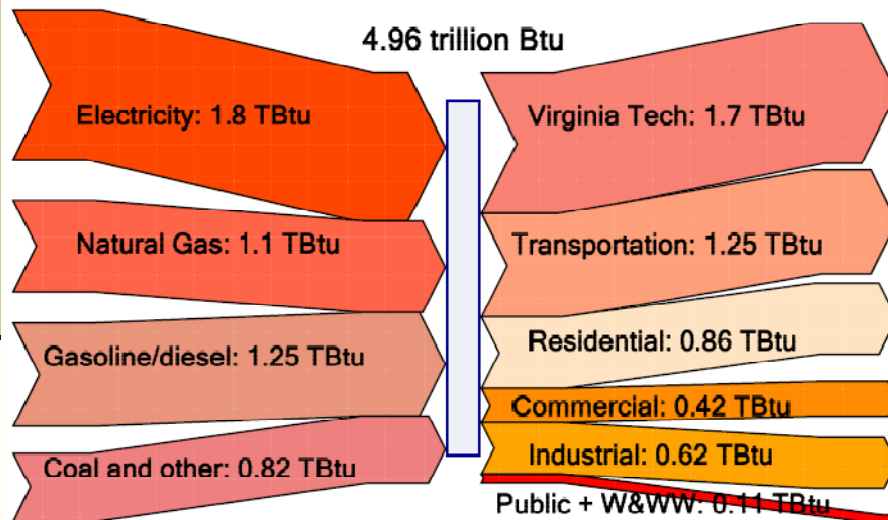 4.96 trillion Btu
Electricity: 1.8 TBtu
Natural Gas: 1.1 TBtu
Gasoline/diesel: 1.25 TBtu
Coal and other: 0.82 TBtu
Virginia Tech: 1.7 TBtu
Transportation: 1.25 TBtu
Residential: 0.86 TBtu
Commercial: 0.42 TBtu
Industrial: 0.62 TBtu
Public + W&WW: 0.11 TBtu